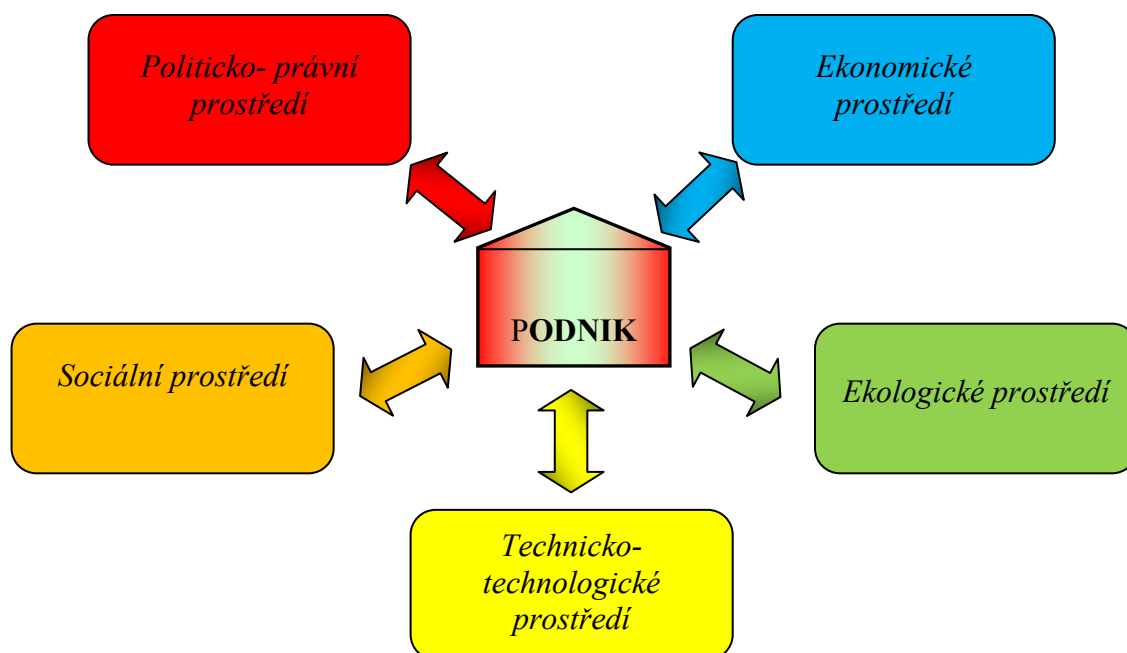 Politicko- právní
prostředí
Ekonomické
prostředí
PODNIK
Sociální prostředí
Ekologické prostředí
Technicko-
technologické
prostředí